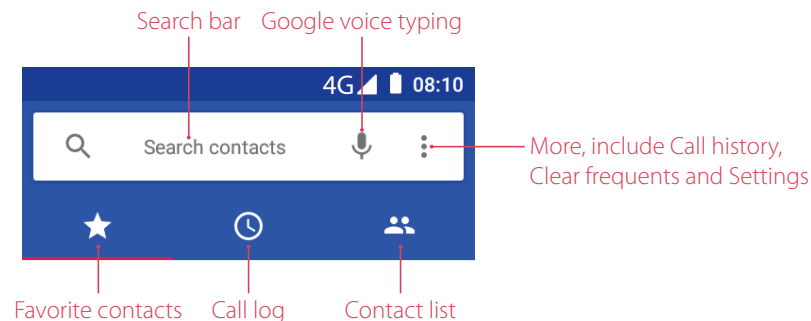 Search bar Google voice typing
4G 08:10
Search contacts
More, include Call history,
Clear frequents and Settings
Favorite contacts Call log Contact list